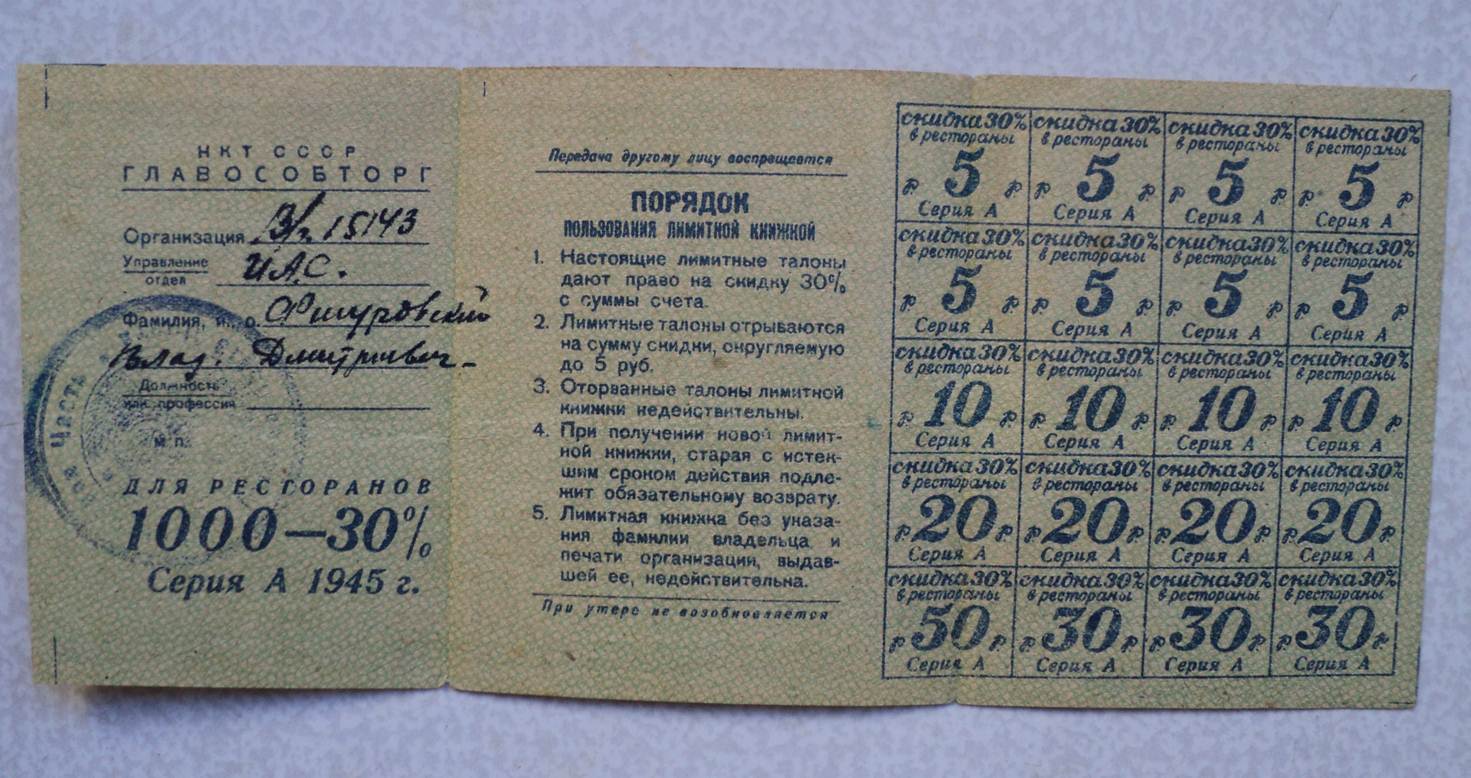 НКТ СССР
ГЛАВОСОБТОРГ
Организация В/ч 15143
Управление
отдел ИАС.
Фамилия, и., о.
Влад. Дмитриевич
Должность
или профессия
М. П.
Часть
ДЛЯ РЕСТОРАНОВ
1000—30%
Серия А 1945 г.
Передача другому лицу воспрещается
ПОРЯДОК
ПОЛЬЗОВАНИЯ ЛИМИТНОЙ КНИЖКОЙ
1. Настоящие лимитные талоны
дают право на скидку 30%
с суммы счета.
2. Лимитные талоны отрываются
на сумму скидки, округляемую
до 5 руб.
3. Оторванные талоны лимитной
книжки недействительны.
4. При получении новой лимит-
ной книжки, старая с истек-
шим сроком действия подле-
жит обязательному возврату.
5. Лимитная книжка без указа-
ния фамилии владельца и
печати организации, выдав-
шей ее, недействительна.
При утере не возобновляется
скидка 30% скидка 30% скидка 30% скидка 30%
в рестораны в рестораны в рестораны в рестораны
р 5 р р 5 р р 5 р р 5 р
Серия А Серия А Серия А Серия А
скидка 30% скидка 30% скидка 30% скидка 30%
в рестораны в рестораны в рестораны в рестораны
р 5 р р 5 р р 5 р р 5 р
Серия А Серия А Серия А Серия А
скидка 30% скидка 30% скидка 30% скидка 30%
в рестораны в рестораны в рестораны в рестораны
р 10 р р 10 р р 10 р р 10 р
Серия А Серия А Серия А Серия А
скидка 30% скидка 30% скидка 30% скидка 30%
в рестораны в рестораны в рестораны в рестораны
р 20 р р 20 р р 20 р р 20 р
Серия А Серия А Серия А Серия А
скидка 30% скидка 30% скидка 30% скидка 30%
в рестораны в рестораны в рестораны в рестораны
р 50 р р 30 р р 30 р р 30 р
Серия А Серия А Серия А Серия А